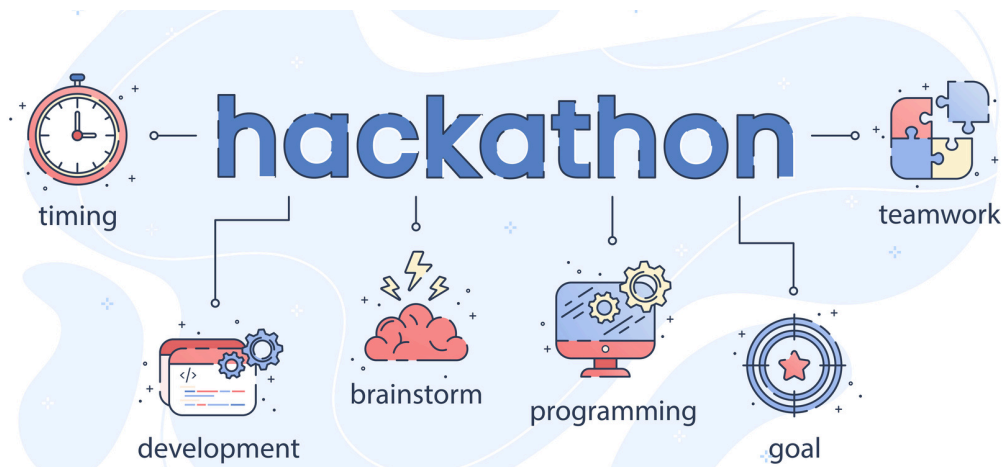 hackathon
timing
teamwork
development
</>
brainstorm
programming
goal